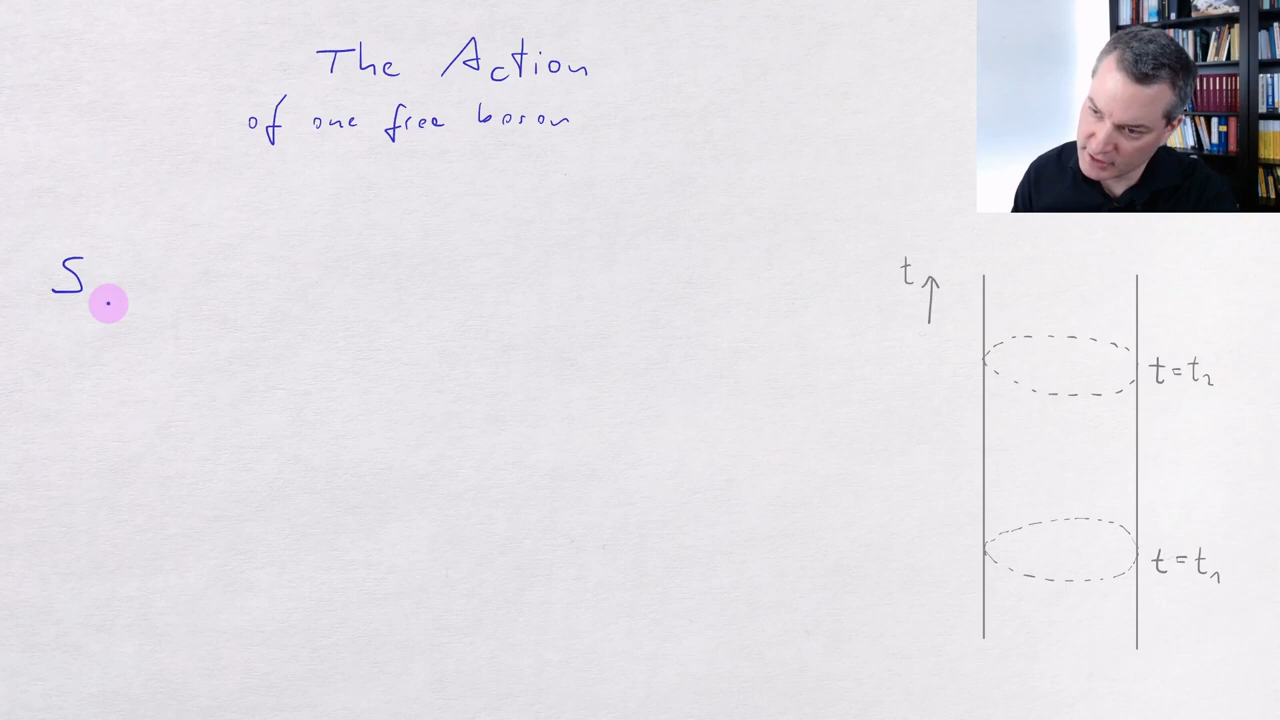 The Action
of one free boson
S
t
t = t₂
t = t₁